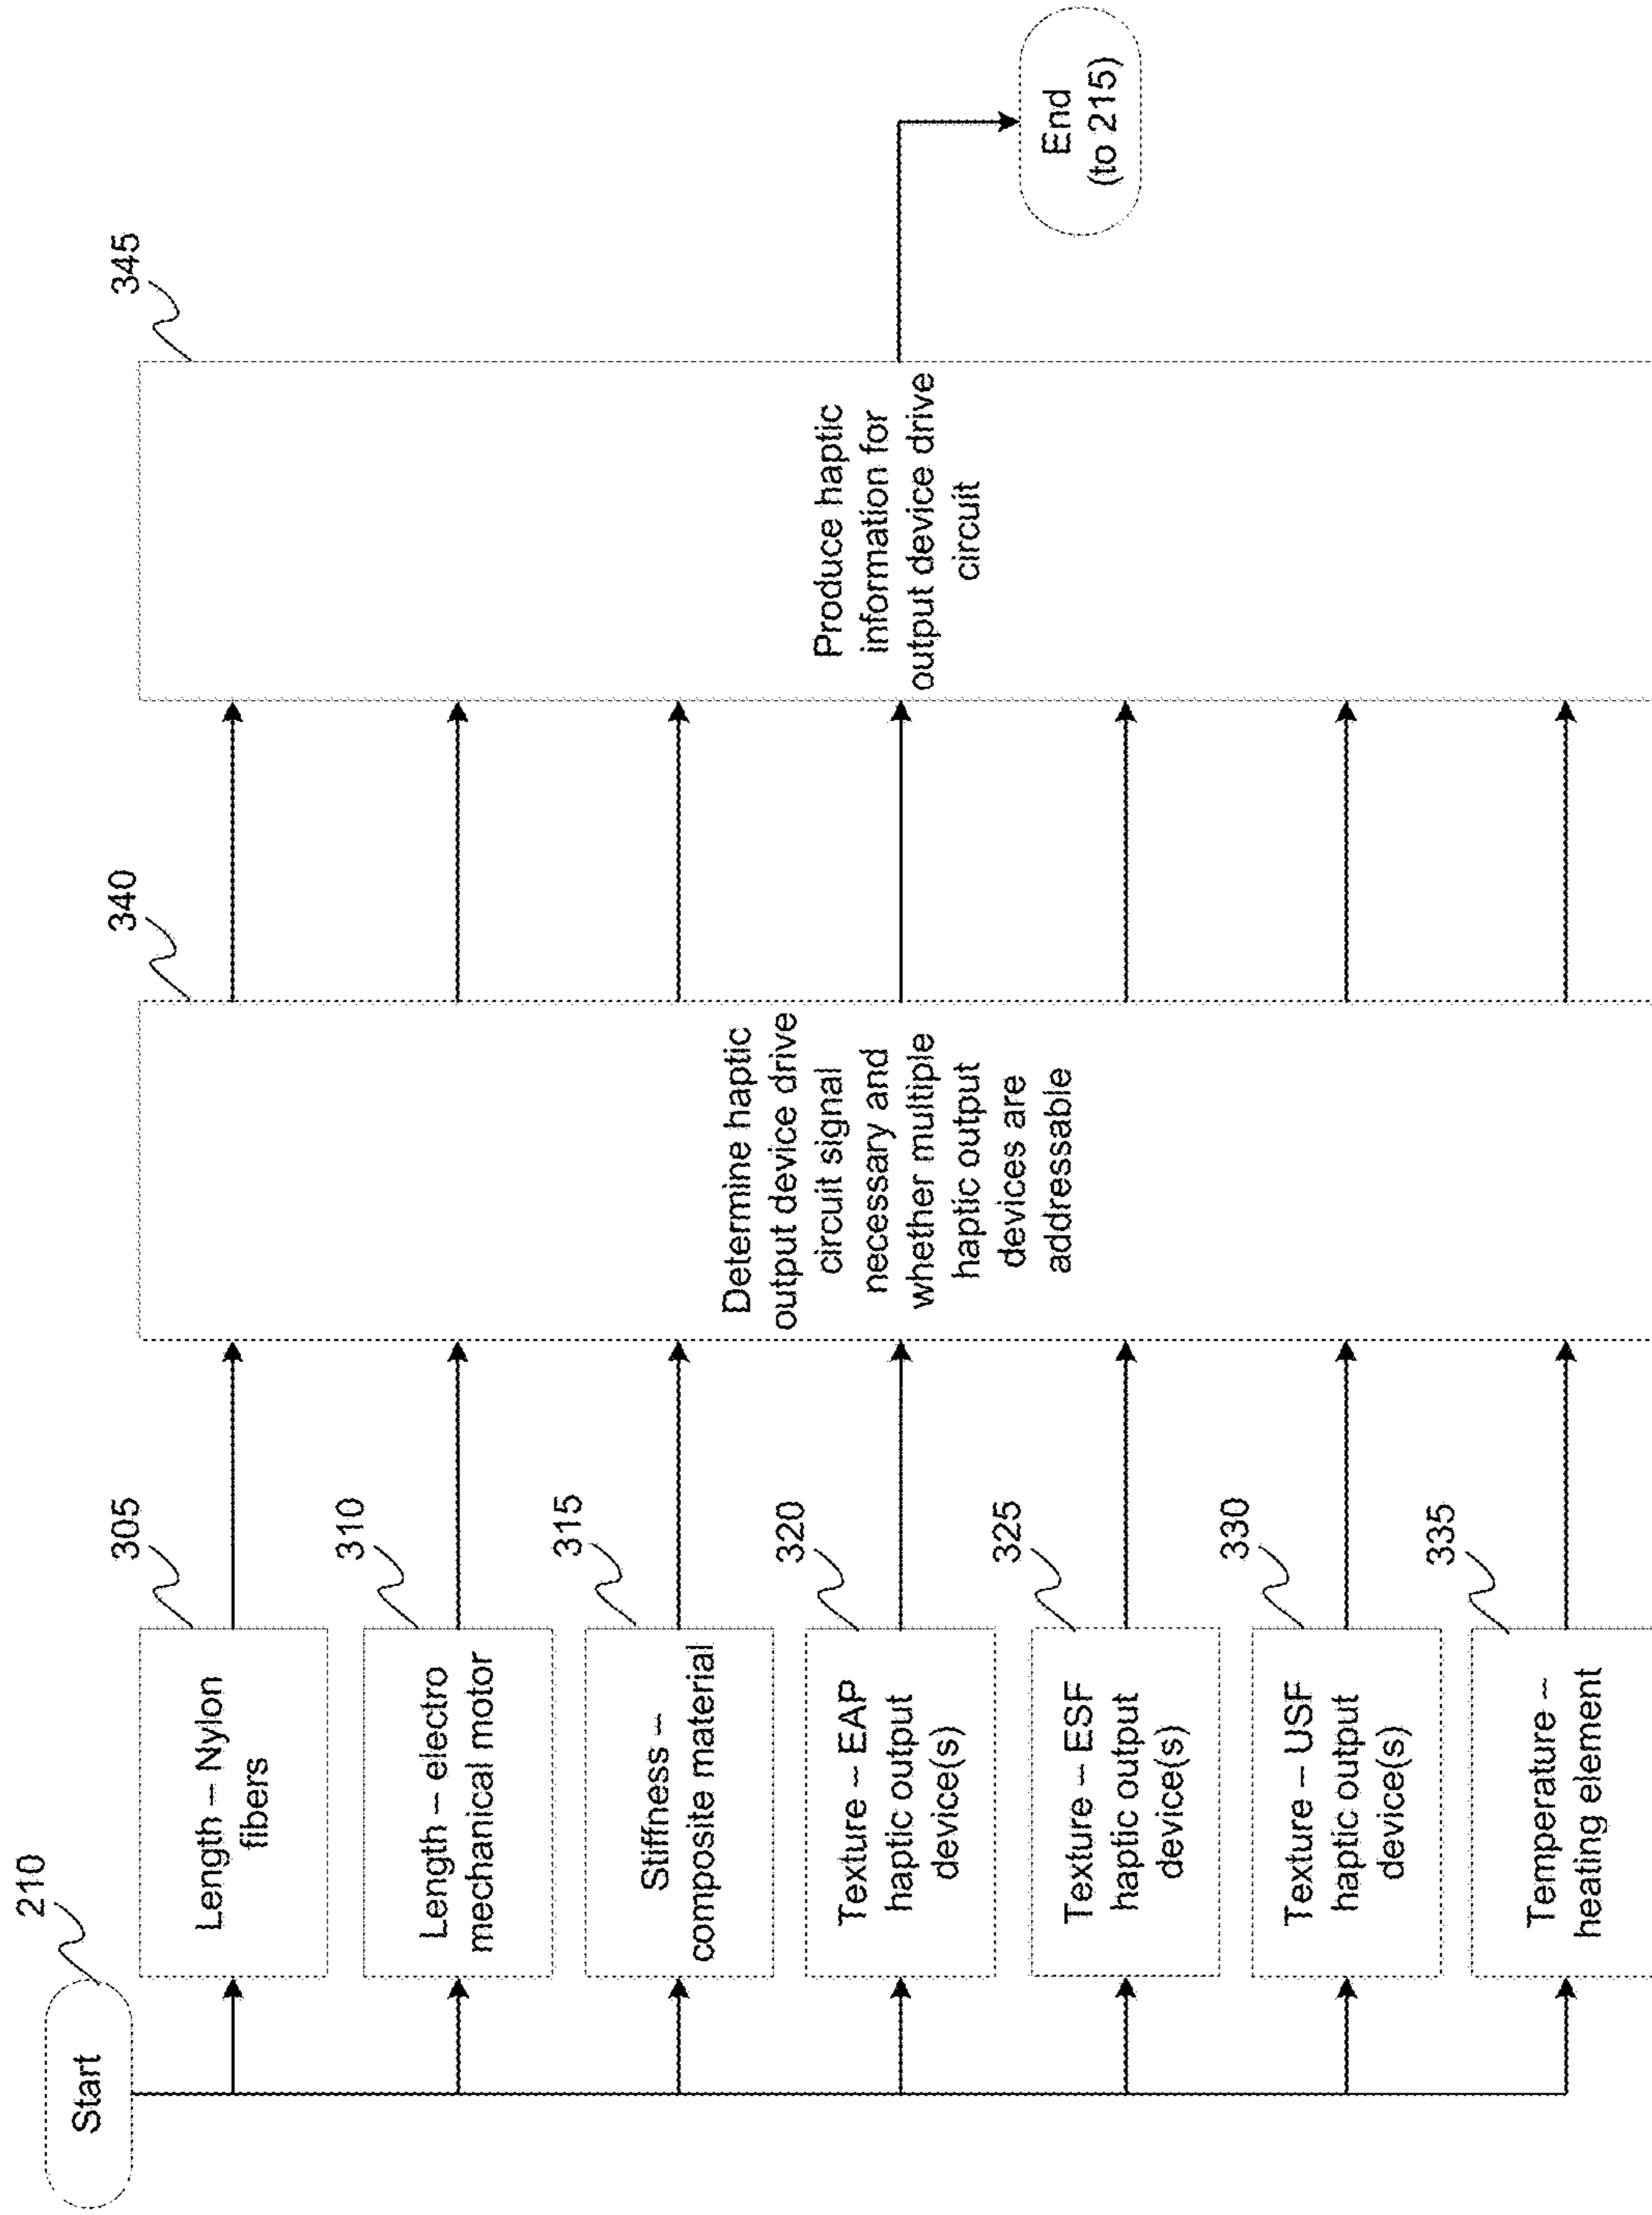 210
Start
305
Length – Nylon
fibers
310
Length – electro
mechanical motor
315
Stiffness –
composite material
320
Texture – EAP
haptic output
device(s)
325
Texture – ESF
haptic output
device(s)
330
Texture – USF
haptic output
device(s)
335
Temperature –
heating element
340
Determine haptic
output device drive
circuit signal
necessary and
whether multiple
haptic output
devices are
addressable
345
Produce haptic
information for
output device drive
circuit
End
(to 215)